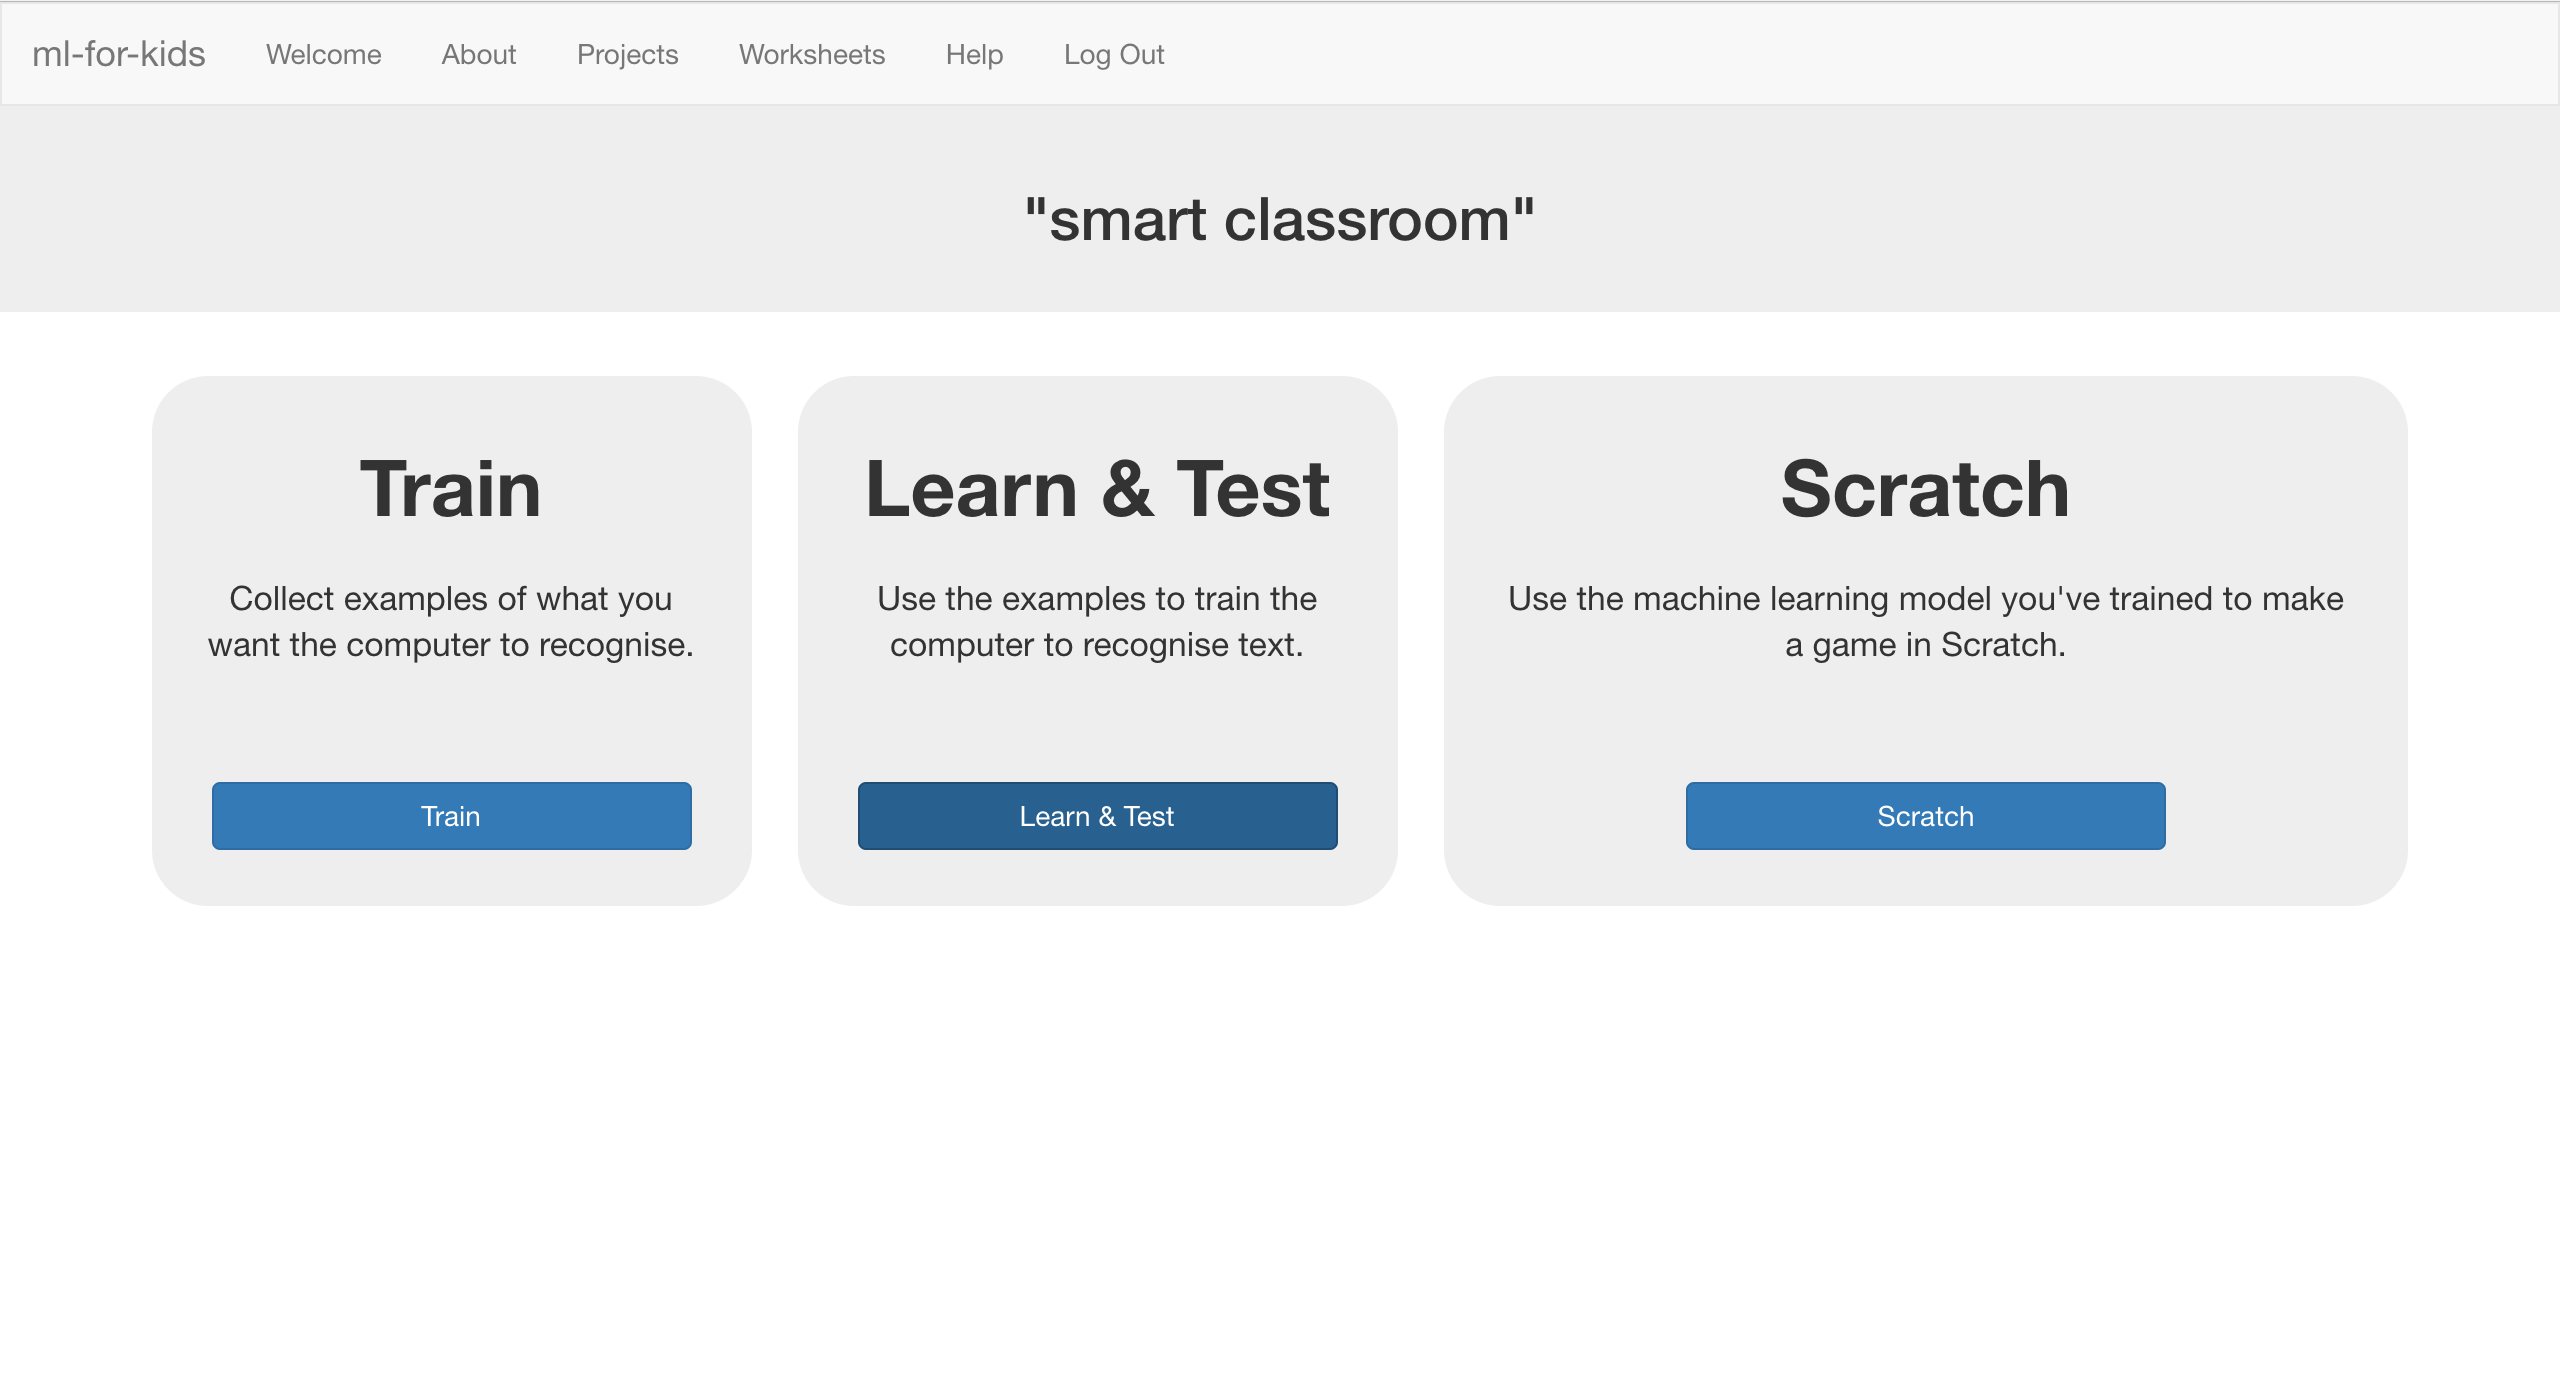 ml-for-kids Welcome About Projects Worksheets Help Log Out
"smart classroom"
Train
Collect examples of what you
want the computer to recognise.
Train
Learn & Test
Use the examples to train the
computer to recognise text.
Learn & Test
Scratch
Use the machine learning model you've trained to make
a game in Scratch.
Scratch